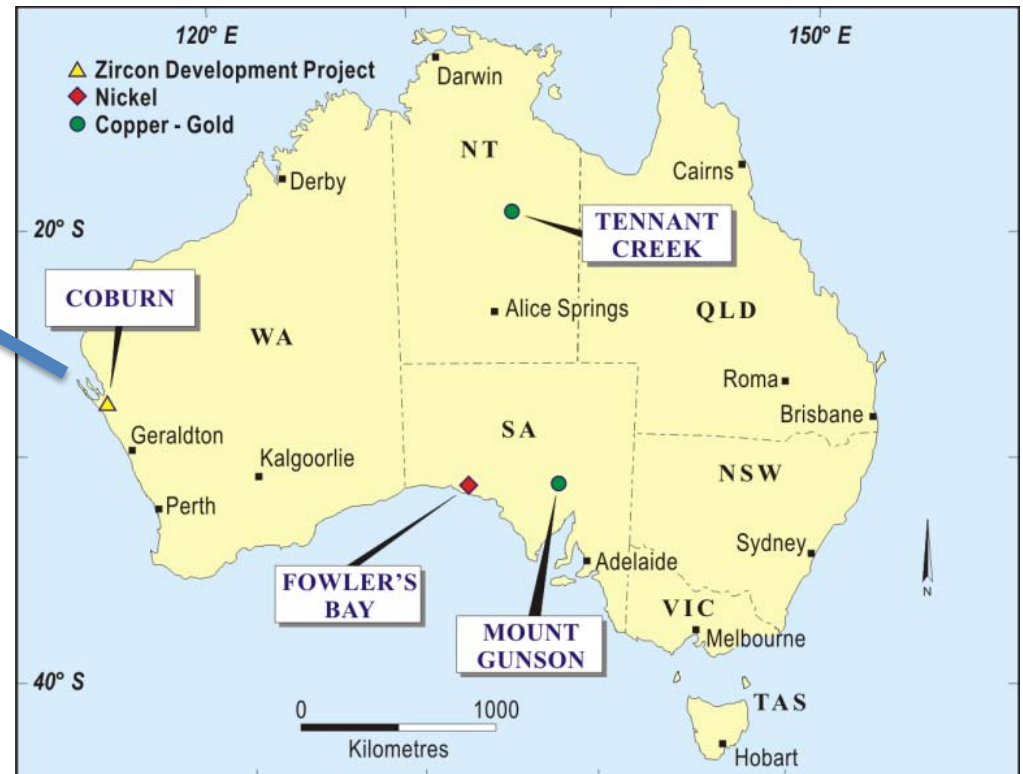 120° E
150° E
Zircon Development Project
Nickel
Copper - Gold
Darwin
NT
Cairns
Derby
20° S
TENNANT
CREEK
COBURN
Alice Springs
QLD
WA
Roma
Brisbane
Geraldton
SA
Kalgoorlie
NSW
Perth
Sydney
Adelaide
FOWLER'S
BAY
VIC
MOUNT
GUNSON
Melbourne
40° S
TAS
0 1000
Kilometres
Hobart
N